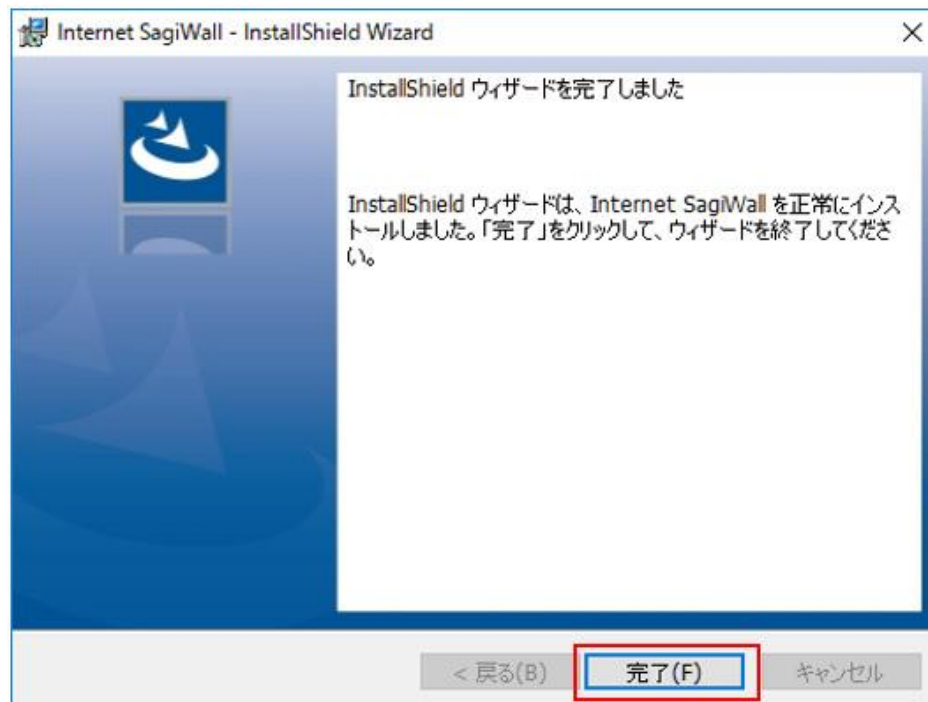 Internet SagiWall - InstallShield Wizard
InstallShield ウィザードを完了しました
InstallShield ウィザードは、Internet SagiWall を正常にインス
トールしました。「完了」をクリックして、ウィザードを終了してくださ
い。
< 戻る(B)
完了(F)
キャンセル